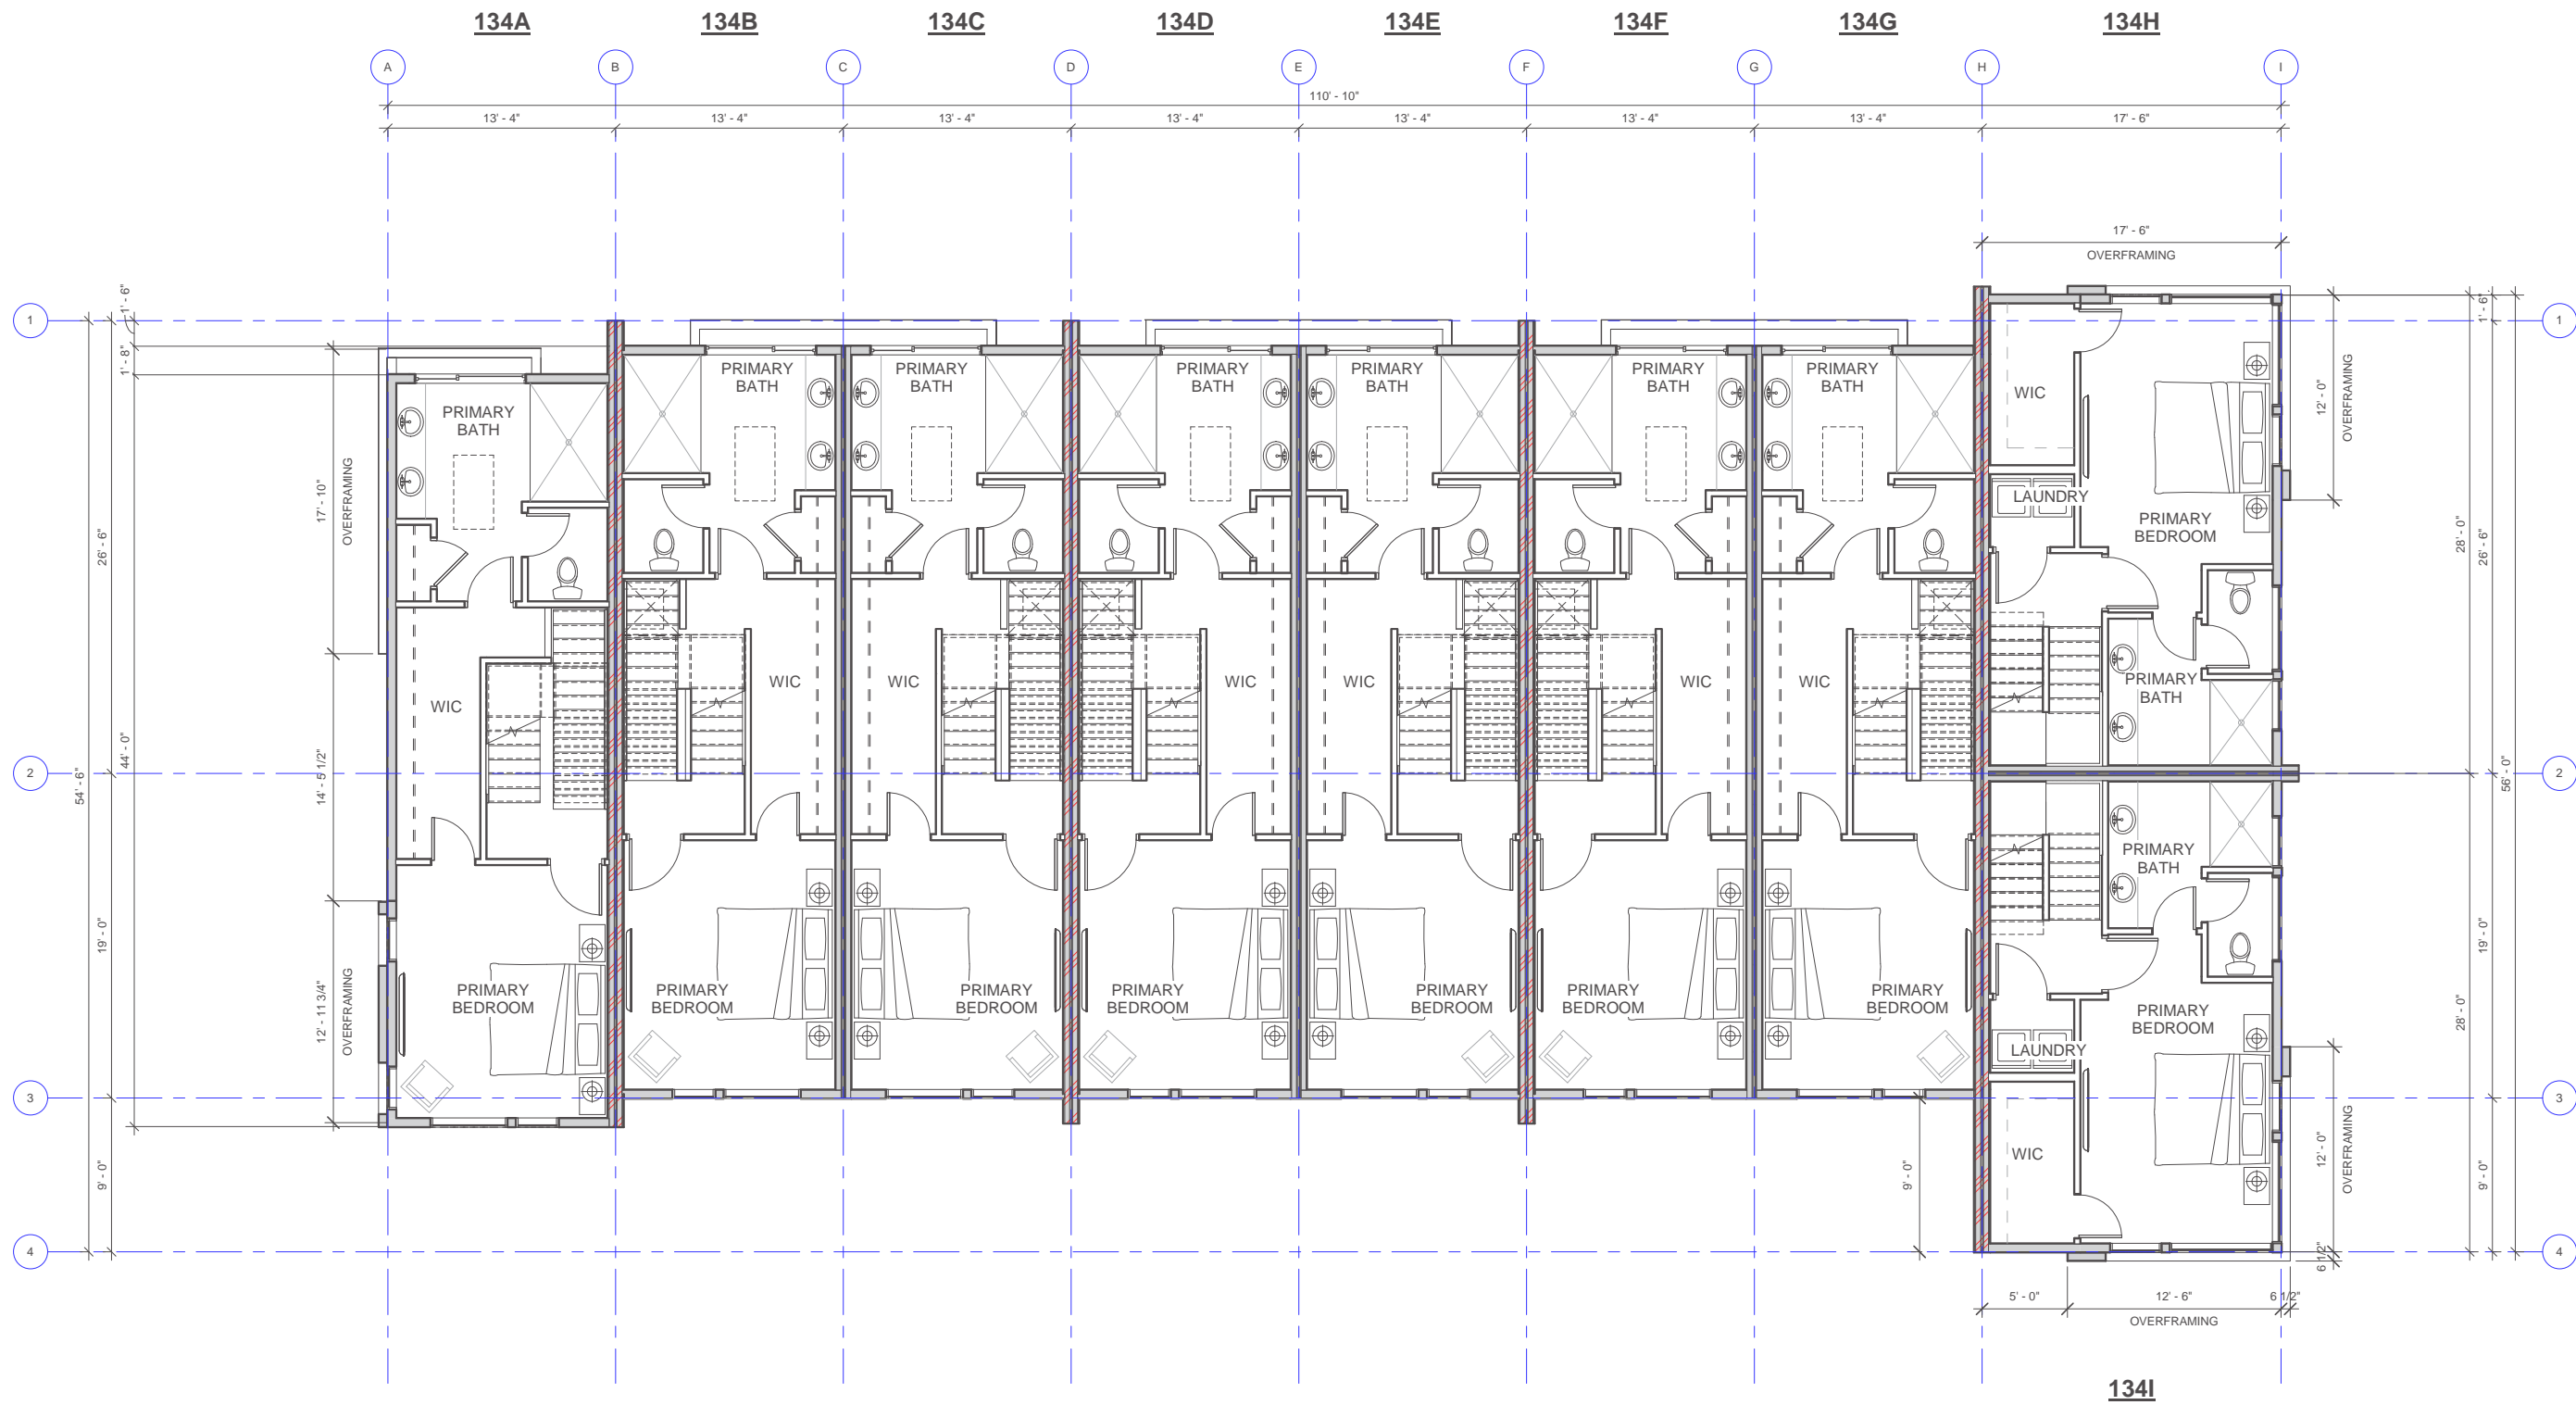 134A 134B 134C 134D 134E 134F 134G 134H
A B C D E F G H I
110' - 10"
13' - 4" 13' - 4" 13' - 4" 13' - 4" 13' - 4" 13' - 4" 13' - 4" 17' - 6"
17' - 6"
OVERFRAMING
1 1
2 2
3 3
4 4
1' - 6"
1' - 8"
26' - 6"
54' - 6"
44' - 0"
19' - 0"
9' - 0"
17' - 10"
OVERFRAMING
14' - 5 1/2"
12' - 11 3/4"
OVERFRAMING
PRIMARY
BATH
WIC
PRIMARY
BEDROOM
PRIMARY
BATH
WIC
PRIMARY
BEDROOM
PRIMARY
BATH
WIC
PRIMARY
BEDROOM
PRIMARY
BATH
WIC
PRIMARY
BEDROOM
PRIMARY
BATH
WIC
PRIMARY
BEDROOM
PRIMARY
BATH
WIC
PRIMARY
BEDROOM
PRIMARY
BATH
WIC
PRIMARY
BEDROOM
WIC
LAUNDRY
PRIMARY
BEDROOM
PRIMARY
BATH
PRIMARY
BATH
PRIMARY
BEDROOM
LAUNDRY
WIC
12' - 0"
OVERFRAMING
1' - 6"
28' - 0"
26' - 6"
56' - 0"
19' - 0"
28' - 0"
9' - 0"
9' - 0"
12' - 0"
OVERFRAMING
6 1/2"
5' - 0" 12' - 6" 6 1/2"
OVERFRAMING
134I